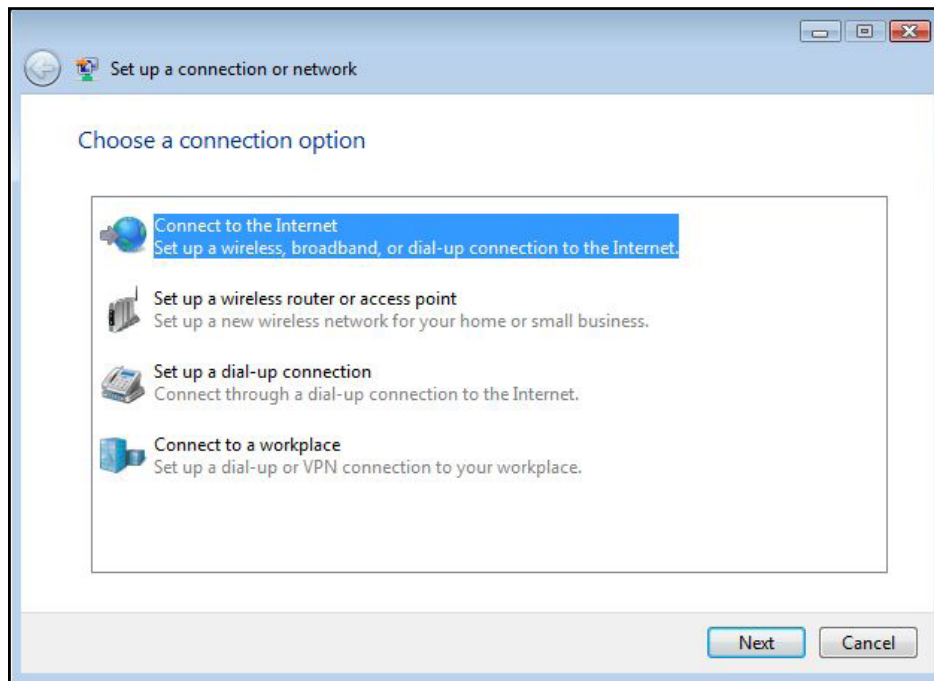 Set up a connection or network
Choose a connection option
Connect to the Internet
Set up a wireless, broadband, or dial-up connection to the Internet.
Set up a wireless router or access point
Set up a new wireless network for your home or small business.
Set up a dial-up connection
Connect through a dial-up connection to the Internet.
Connect to a workplace
Set up a dial-up or VPN connection to your workplace.
Next
Cancel